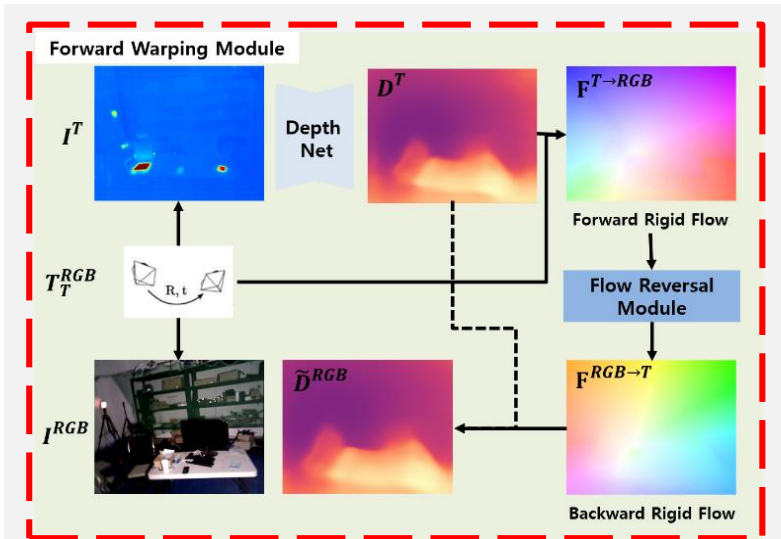 Forward Warping Module
I^T
Depth
Net
D^T
F^{T→RGB}
Forward Rigid Flow
T_T^{RGB}
R, t
Flow Reversal
Module
I^{RGB}
D̃^{RGB}
F^{RGB→T}
Backward Rigid Flow